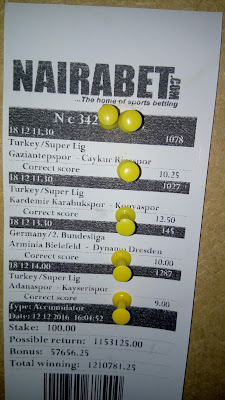 NAIRABET.COM
...The home of sports betting
N c 342
18 12 11.30 1078
Turkey/Super Lig
Gaziantepspor - Caykur Rizespor
Correct score 10.25
18 12 11.30 1027
Turkey/Super Lig
Kardemir Karabukspor - Konyaspor
Correct score 12.50
18 12 13.30 145
Germany/2. Bundesliga
Arminia Bielefeld - Dynamo Dresden
Correct score 10.00
18 12 14.00 1287
Turkey/Super Lig
Adanaspor - Kayserispor
Correct score 9.00
Type: Accumulator
Date: 12 12 2016 16:04:52
Stake: 100.00
Possible return: 1153125.00
Bonus: 57656.25
Total winning: 1210781.25